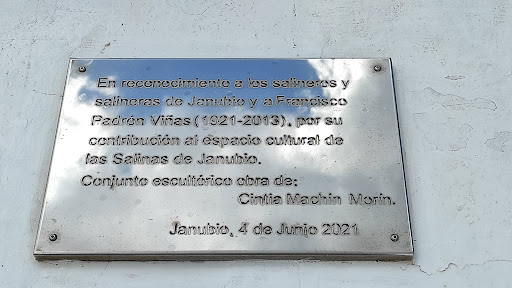 En reconocimiento a los salineros y
salineras de Janubio y a Francisco
Padrón Viñas (1921-2013), por su
contribución al espacio cultural de
las Salinas de Janubio.
Conjunto escultórico obra de:
Cintia Machín Morín.
Janubio, 4 de Junio 2021